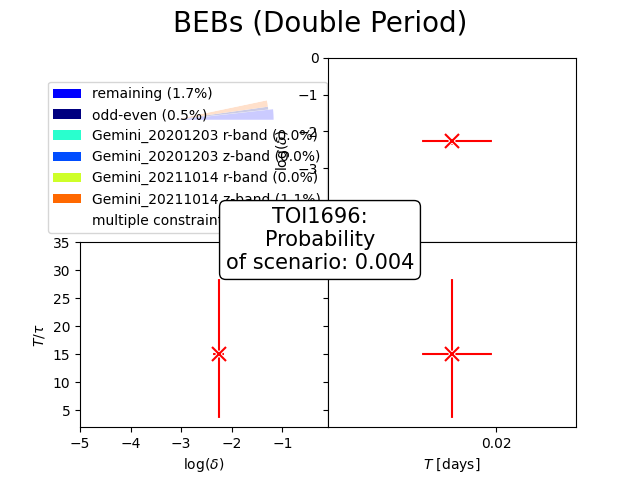 BEBs (Double Period)
remaining (1.7%)
odd-even (0.5%)
Gemini_20201203 r-band (0.0%)
Gemini_20201203 z-band (0.0%)
Gemini_20211014 r-band (0.0%)
Gemini_20211014 z-band (1.1%)
multiple
log(δ)
0
−1
−2
−3
TOI1696:
Probability
of scenario: 0.004
T/τ
35
30
25
20
15
10
5
−5
−4
−3
−2
−1
log(δ)
0.02
T [days]